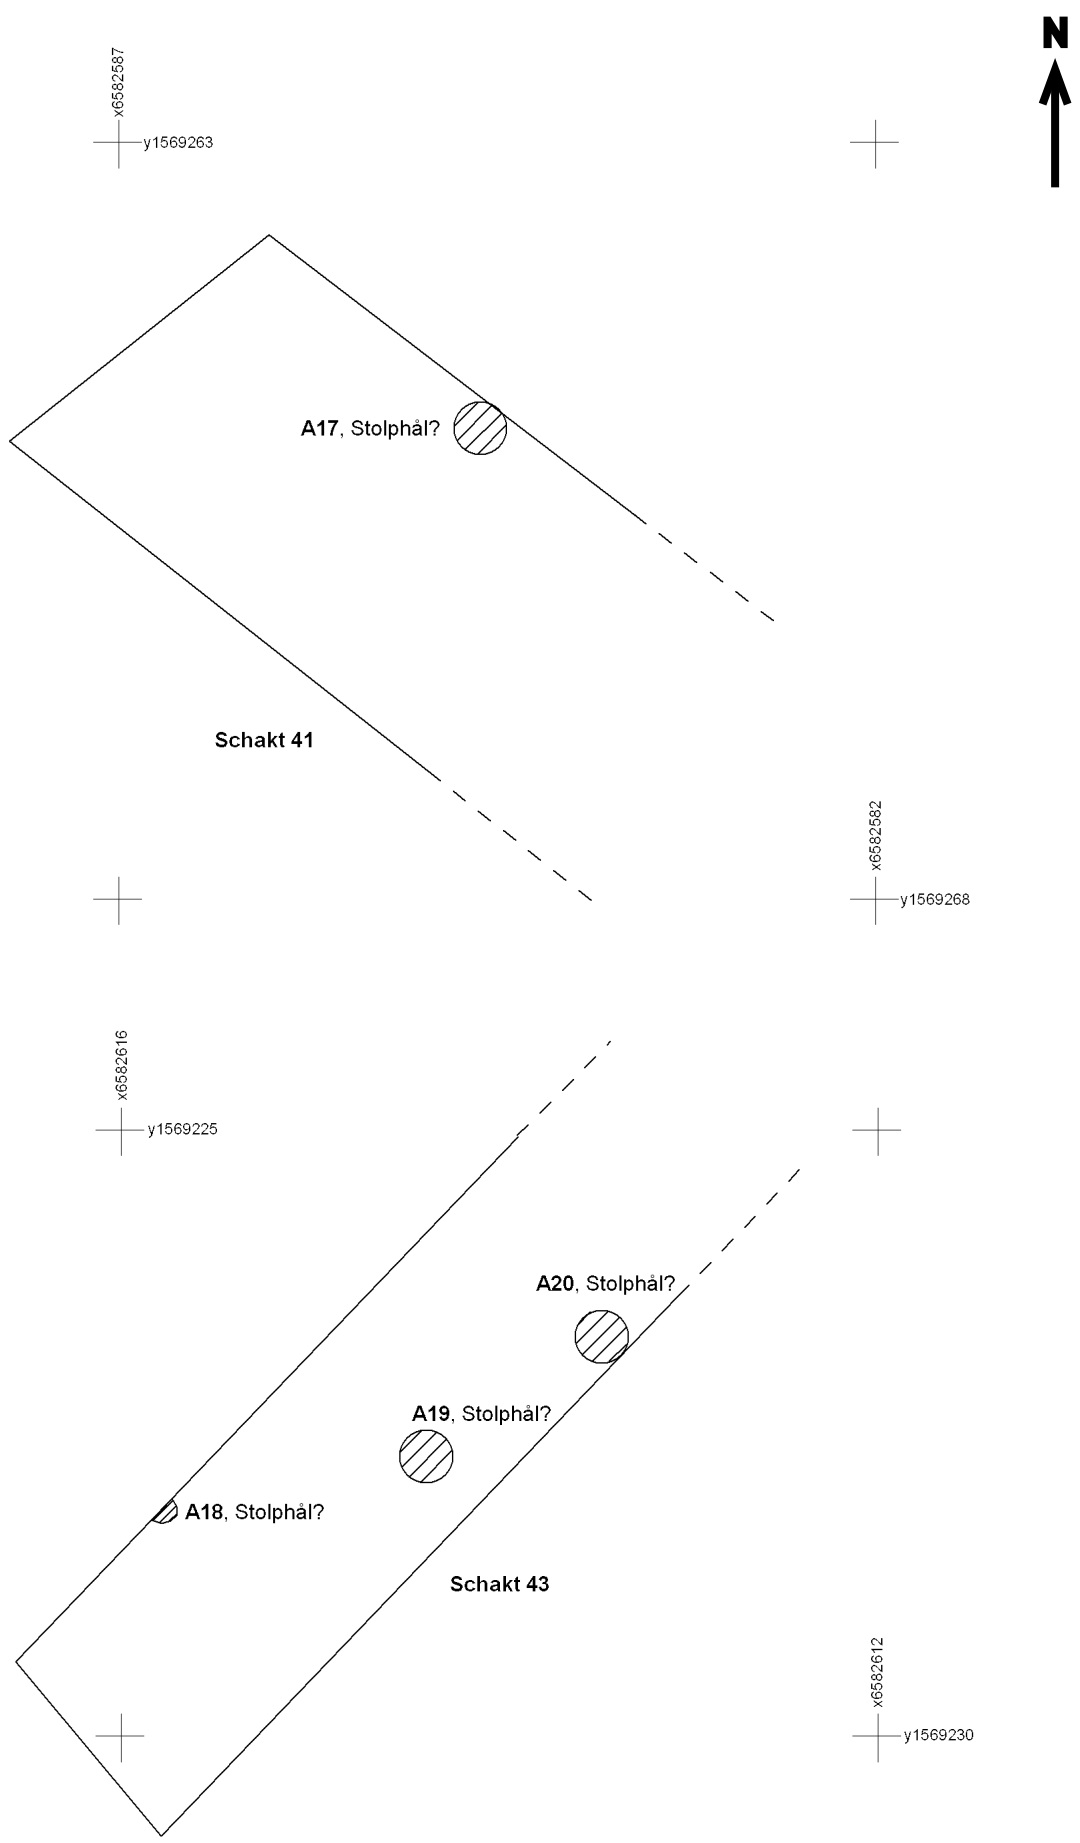 N
x6582587
y1569263
A17, Stolphål?
Schakt 41
x6582582
y1569268
x6582616
y1569225
A20, Stolphål?
A19, Stolphål?
A18, Stolphål?
Schakt 43
x6582612
y1569230